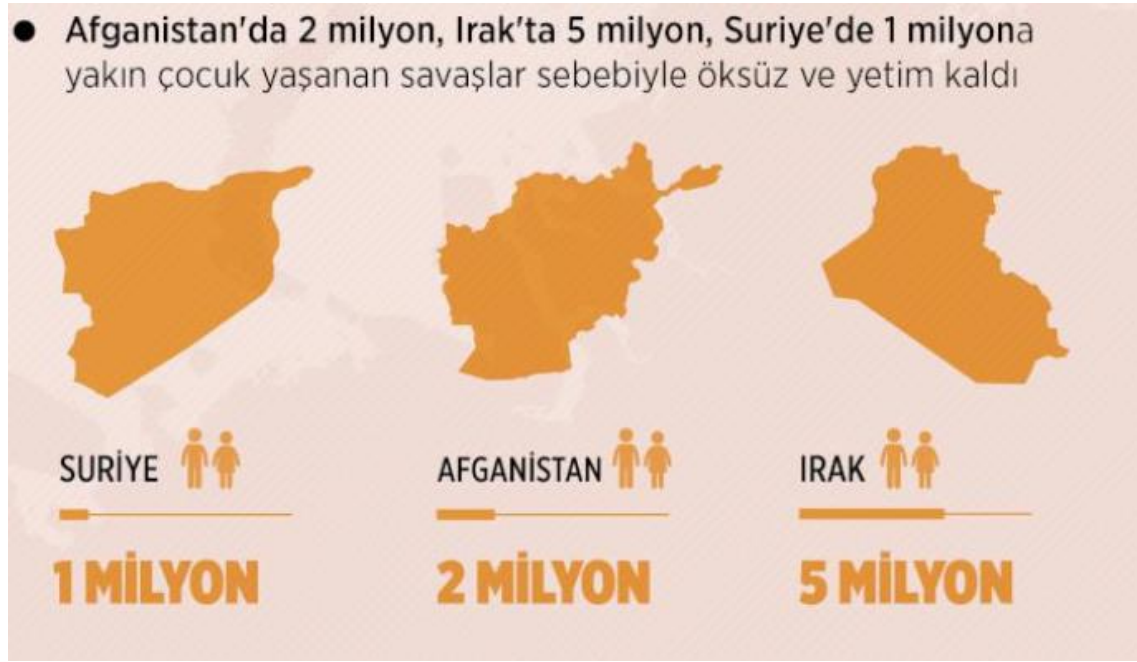 ● Afganistan'da 2 milyon, Irak'ta 5 milyon, Suriye'de 1 milyona
yakın çocuk yaşanan savaşlar sebebiyle öksüz ve yetim kaldı
SURİYE
1 MİLYON
AFGANİSTAN
2 MİLYON
IRAK
5 MİLYON